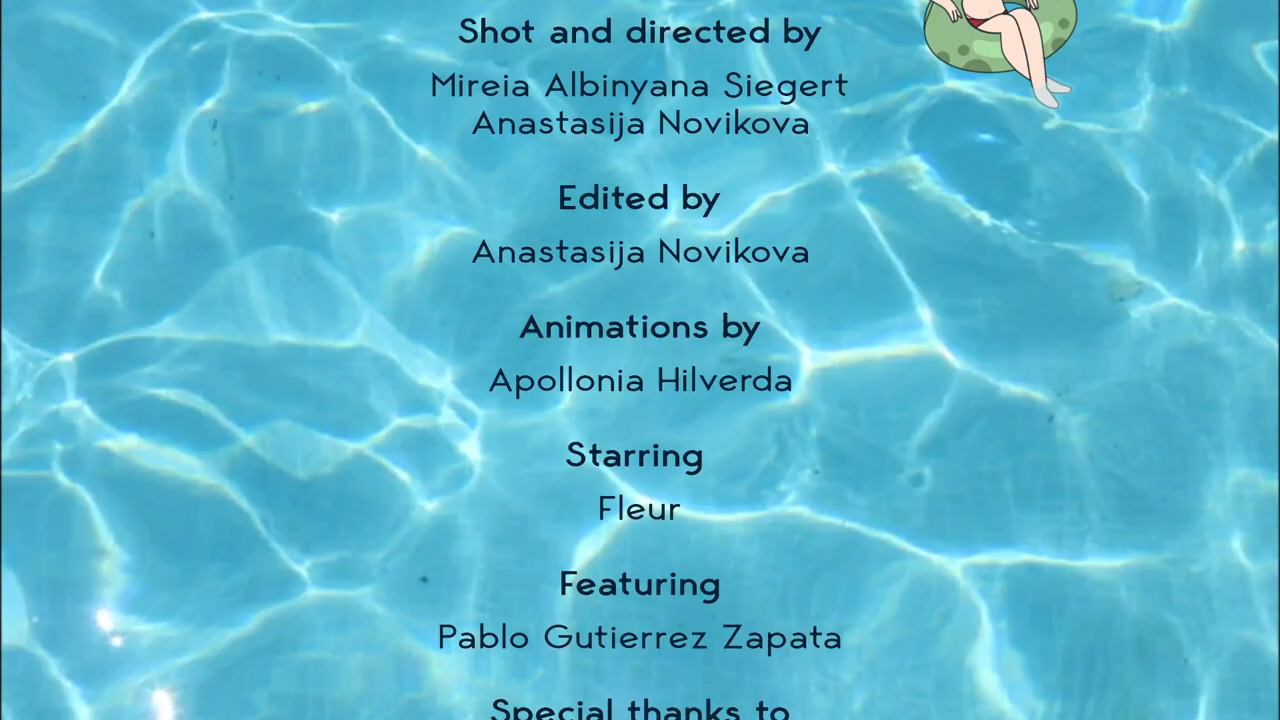 Shot and directed by
Mireia Albinyana Siegert
Anastasija Novikova
Edited by
Anastasija Novikova
Animations by
Apollonia Hilverda
Starring
Fleur
Featuring
Pablo Gutierrez Zapata
Special thanks to